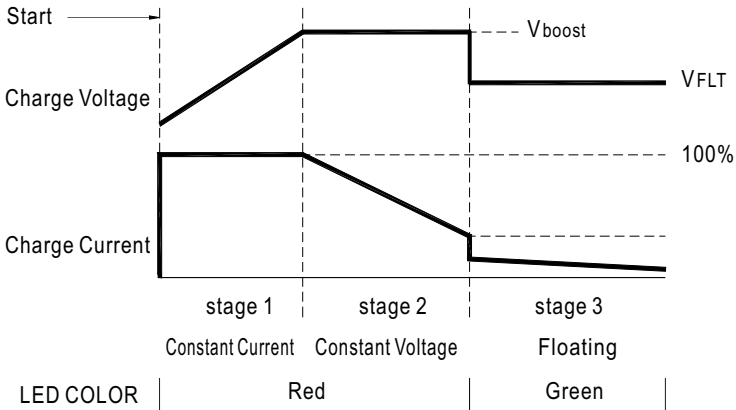 Start
Vboost
Charge Voltage
VFLT
100%
Charge Current
stage 1 stage 2 stage 3
Constant Current Constant Voltage Floating
LED COLOR Red Green